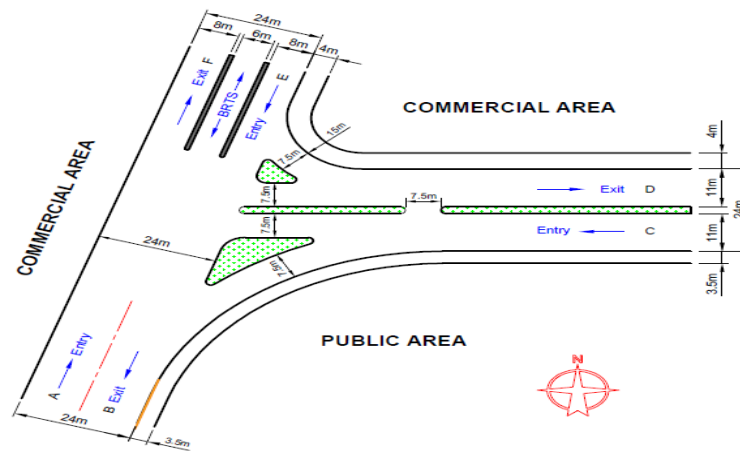 24m
8m
6m
8m
4m
Exit F
BRTS
Entry E
COMMERCIAL AREA
COMMERCIAL AREA
15m
7.5m
4m
7.5m
7.5m
Exit D
11m
24m
7.5m
Entry C
11m
24m
7.5m
3.5m
PUBLIC AREA
A Entry
B Exit
24m
3.5m
N